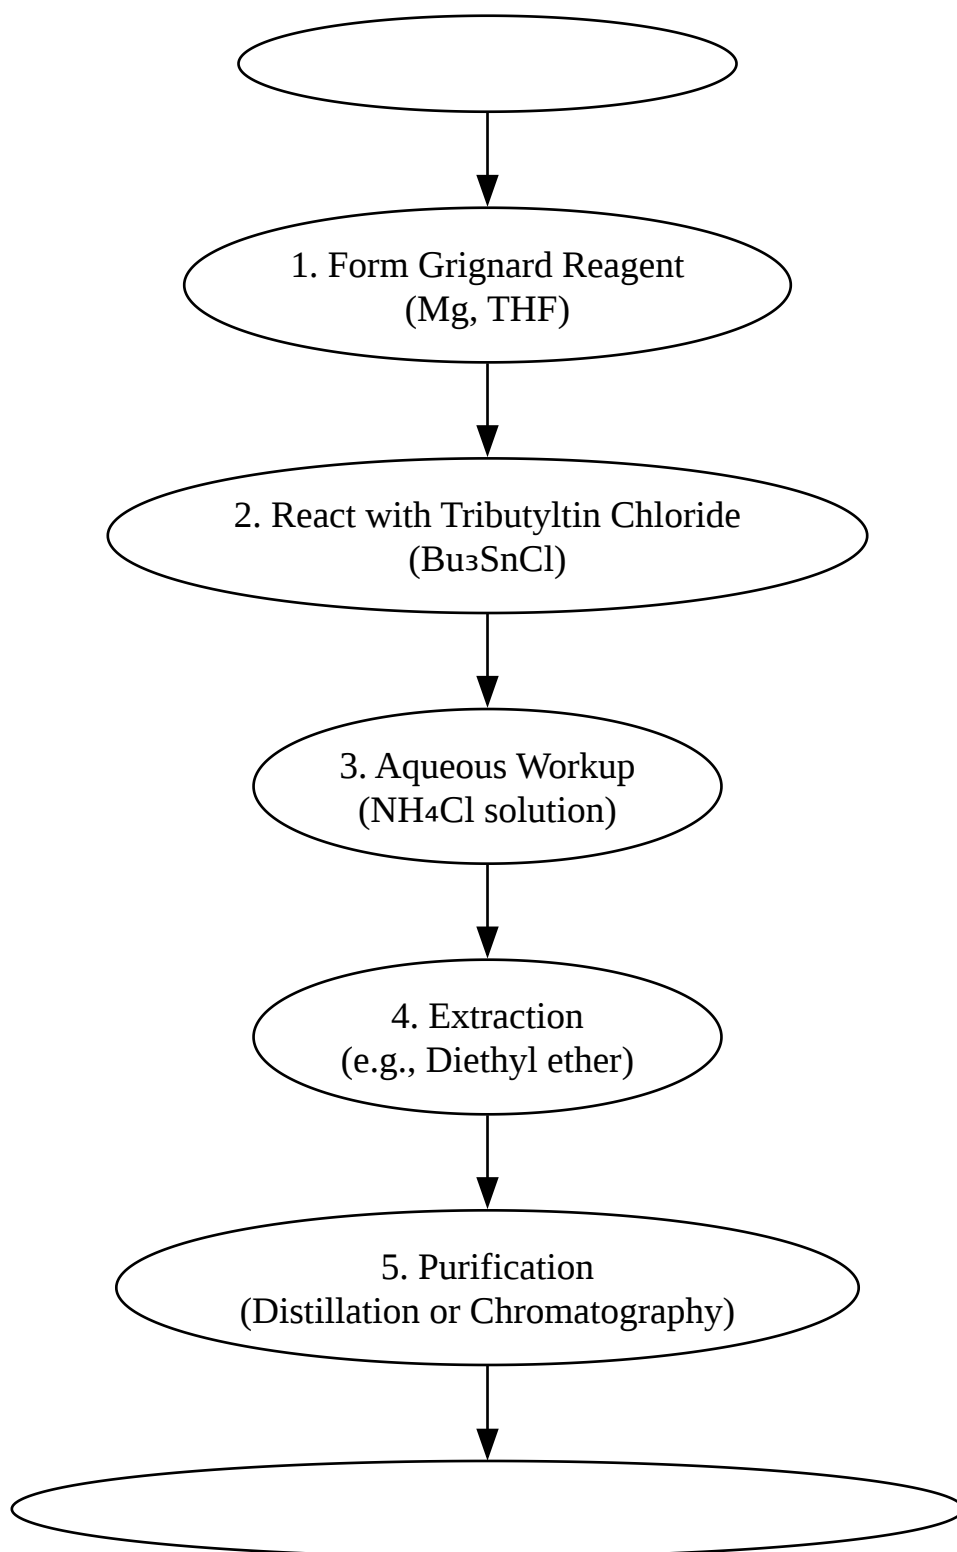 1. Form Grignard Reagent
(Mg, THF)
2. React with Tributyltin Chloride
(Bu₃SnCl)
3. Aqueous Workup
(NH₄Cl solution)
4. Extraction
(e.g., Diethyl ether)
5. Purification
(Distillation or Chromatography)